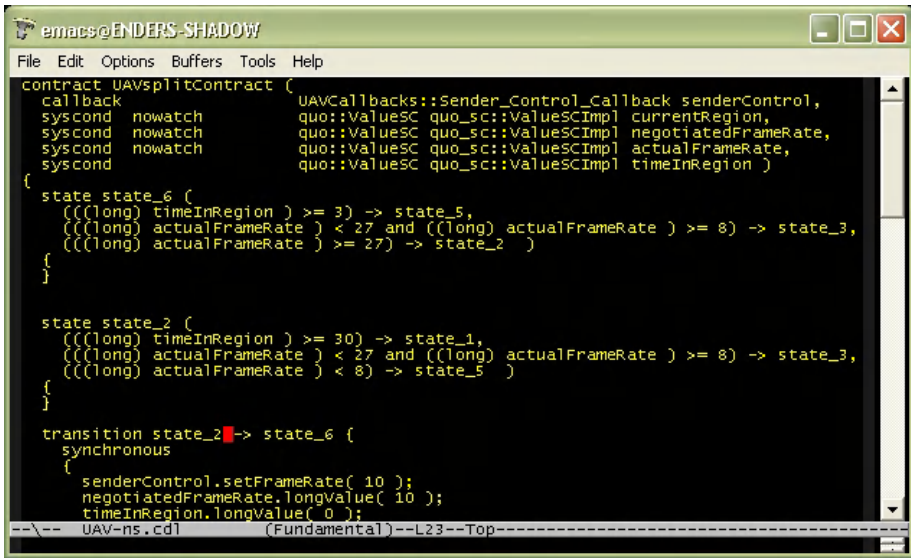 emacs@ENDERS-SHADOW
File Edit Options Buffers Tools Help
contract UAVsplitContract (
callback UAVCallbacks::Sender_Control_Callback senderControl,
syscond nowatch quo::ValueSC quo_sc::ValueSCImpl currentRegion,
syscond nowatch quo::ValueSC quo_sc::ValueSCImpl negotiatedFrameRate,
syscond nowatch quo::ValueSC quo_sc::ValueSCImpl actualFrameRate,
syscond quo::ValueSC quo_sc::ValueSCImpl timeInRegion )
{
state state_6 (
(((long) timeInRegion ) >= 3) -> state_5,
(((long) actualFrameRate ) < 27 and ((long) actualFrameRate ) >= 8) -> state_3,
(((long) actualFrameRate ) >= 27) -> state_2 )
{
}
state state_2 (
(((long) timeInRegion ) >= 30) -> state_1,
(((long) actualFrameRate ) < 27 and ((long) actualFrameRate ) >= 8) -> state_3,
(((long) actualFrameRate ) < 8) -> state_5 )
{
}
transition state_2 -> state_6 {
synchronous
{
senderControl.setFrameRate( 10 );
negotiatedFrameRate.longValue( 10 );
timeInRegion.longValue( 0 );
--\-- UAV-ns.cdl (Fundamental)--L23--Top--------------------------------------------